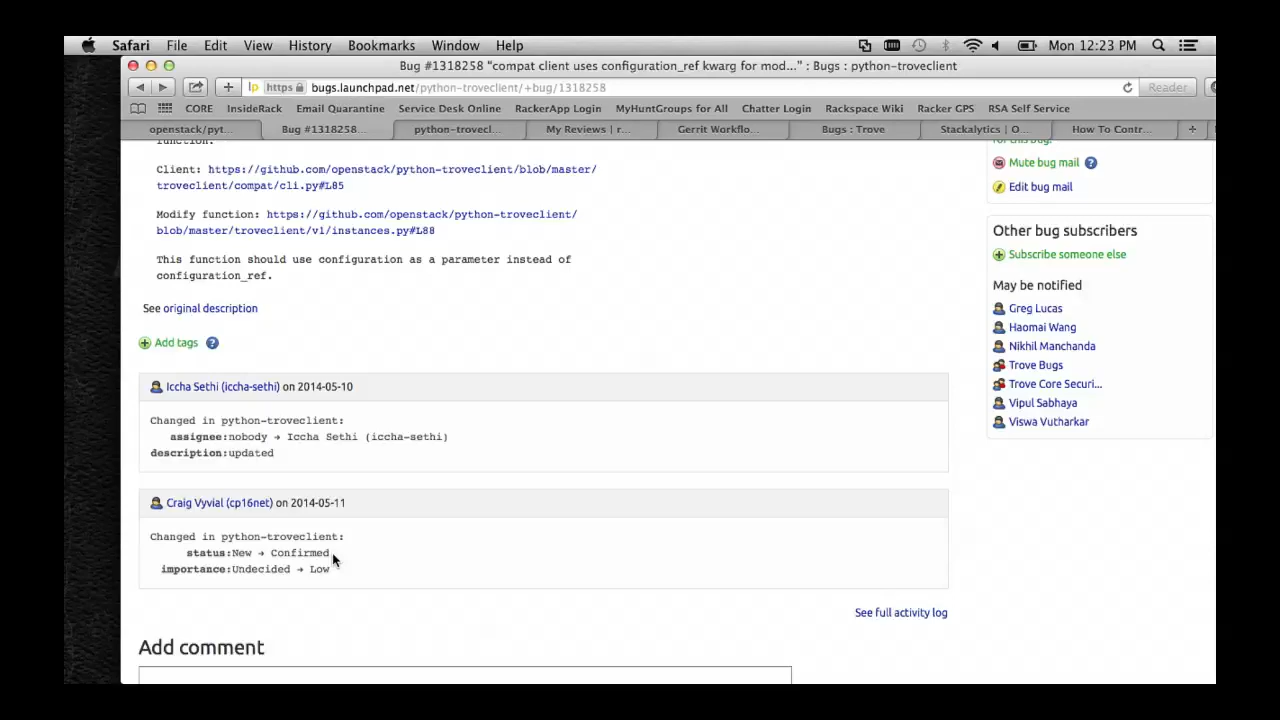 Safari File Edit View History Bookmarks Window Help Mon 12:23 PM
Bug #1318258 “compat client uses configuration_ref kwarg for mod...” : Bugs : python-troveclient
lp https bugs.launchpad.net/python-troveclient/+bug/1318258 Reader
CORE InsideRack Email Quarantine Service Desk Online RackerApp Login MyHuntGroups for All Chatter Login Rackspace Wiki Racker GPS RSA Self Service
openstack/pyt... Bug #1318258... python-trovecl... My Reviews | r... Gerrit Workflo... Bugs : Trove Stackalytics | O... How To Contr... +
function.
Client: https://github.com/openstack/python-troveclient/blob/master/
troveclient/compat/cli.py#L85
Modify function: https://github.com/openstack/python-troveclient/
blob/master/troveclient/v1/instances.py#L88
This function should use configuration as a parameter instead of
configuration_ref.
See original description
Add tags ?
Iccha Sethi (iccha-sethi) on 2014-05-10
Changed in python-troveclient:
assignee:nobody → Iccha Sethi (iccha-sethi)
description:updated
Craig Vyvial (cp16net) on 2014-05-11
Changed in python-troveclient:
status:New → Confirmed
importance:Undecided → Low
See full activity log
Add comment
for this bug?
Mute bug mail ?
Edit bug mail
Other bug subscribers
Subscribe someone else
May be notified
Greg Lucas
Haomai Wang
Nikhil Manchanda
Trove Bugs
Trove Core Securi...
Vipul Sabhaya
Viswa Vutharkar